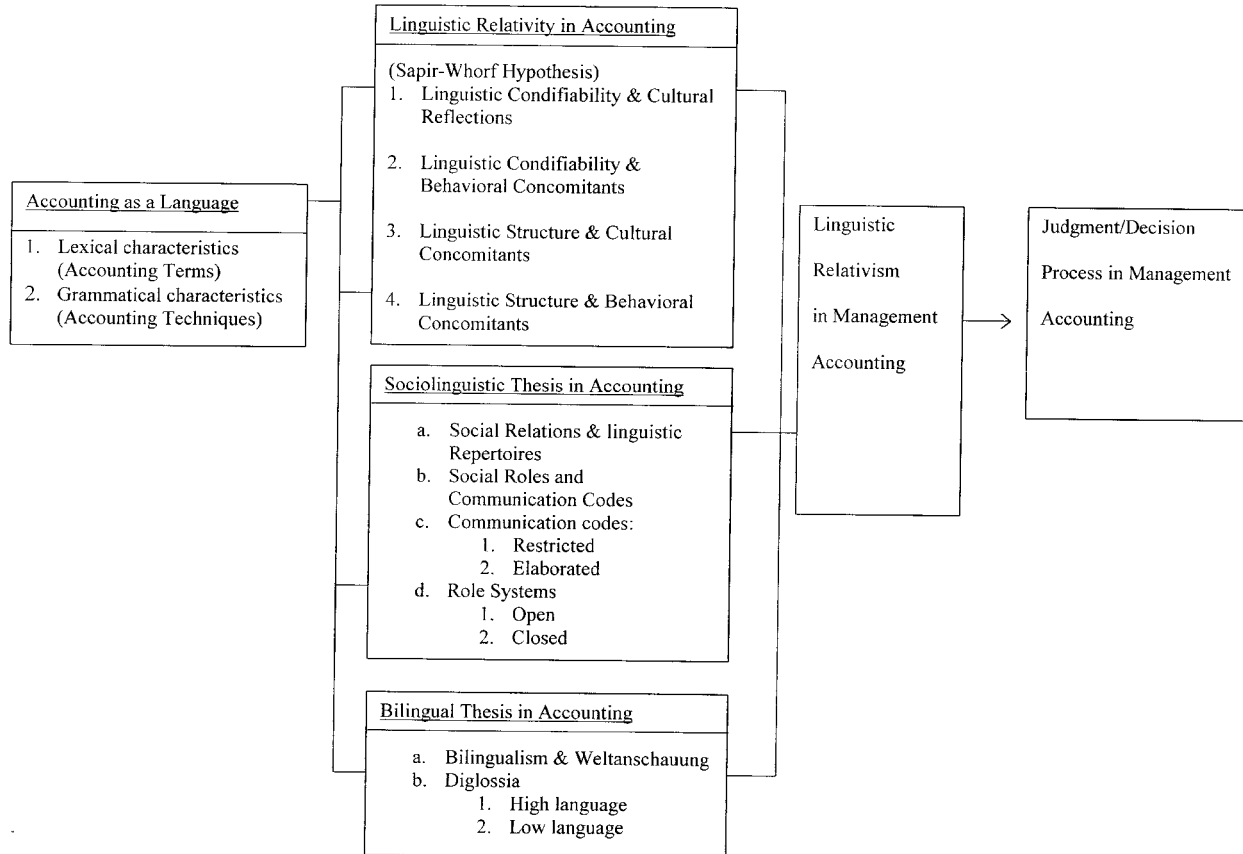 Linguistic Relativity in Accounting
(Sapir-Whorf Hypothesis)
1. Linguistic Condifiability & Cultural
Reflections
2. Linguistic Condifiability &
Behavioral Concomitants
3. Linguistic Structure & Cultural
Concomitants
4. Linguistic Structure & Behavioral
Concomitants
Accounting as a Language
1. Lexical characteristics
(Accounting Terms)
2. Grammatical characteristics
(Accounting Techniques)
Sociolinguistic Thesis in Accounting
a. Social Relations & linguistic
Repertoires
b. Social Roles and
Communication Codes
c. Communication codes:
1. Restricted
2. Elaborated
d. Role Systems
1. Open
2. Closed
Bilingual Thesis in Accounting
a. Bilingualism & Weltanschauung
b. Diglossia
1. High language
2. Low language
Linguistic
Relativism
in Management
Accounting
Judgment/Decision
Process in Management
Accounting